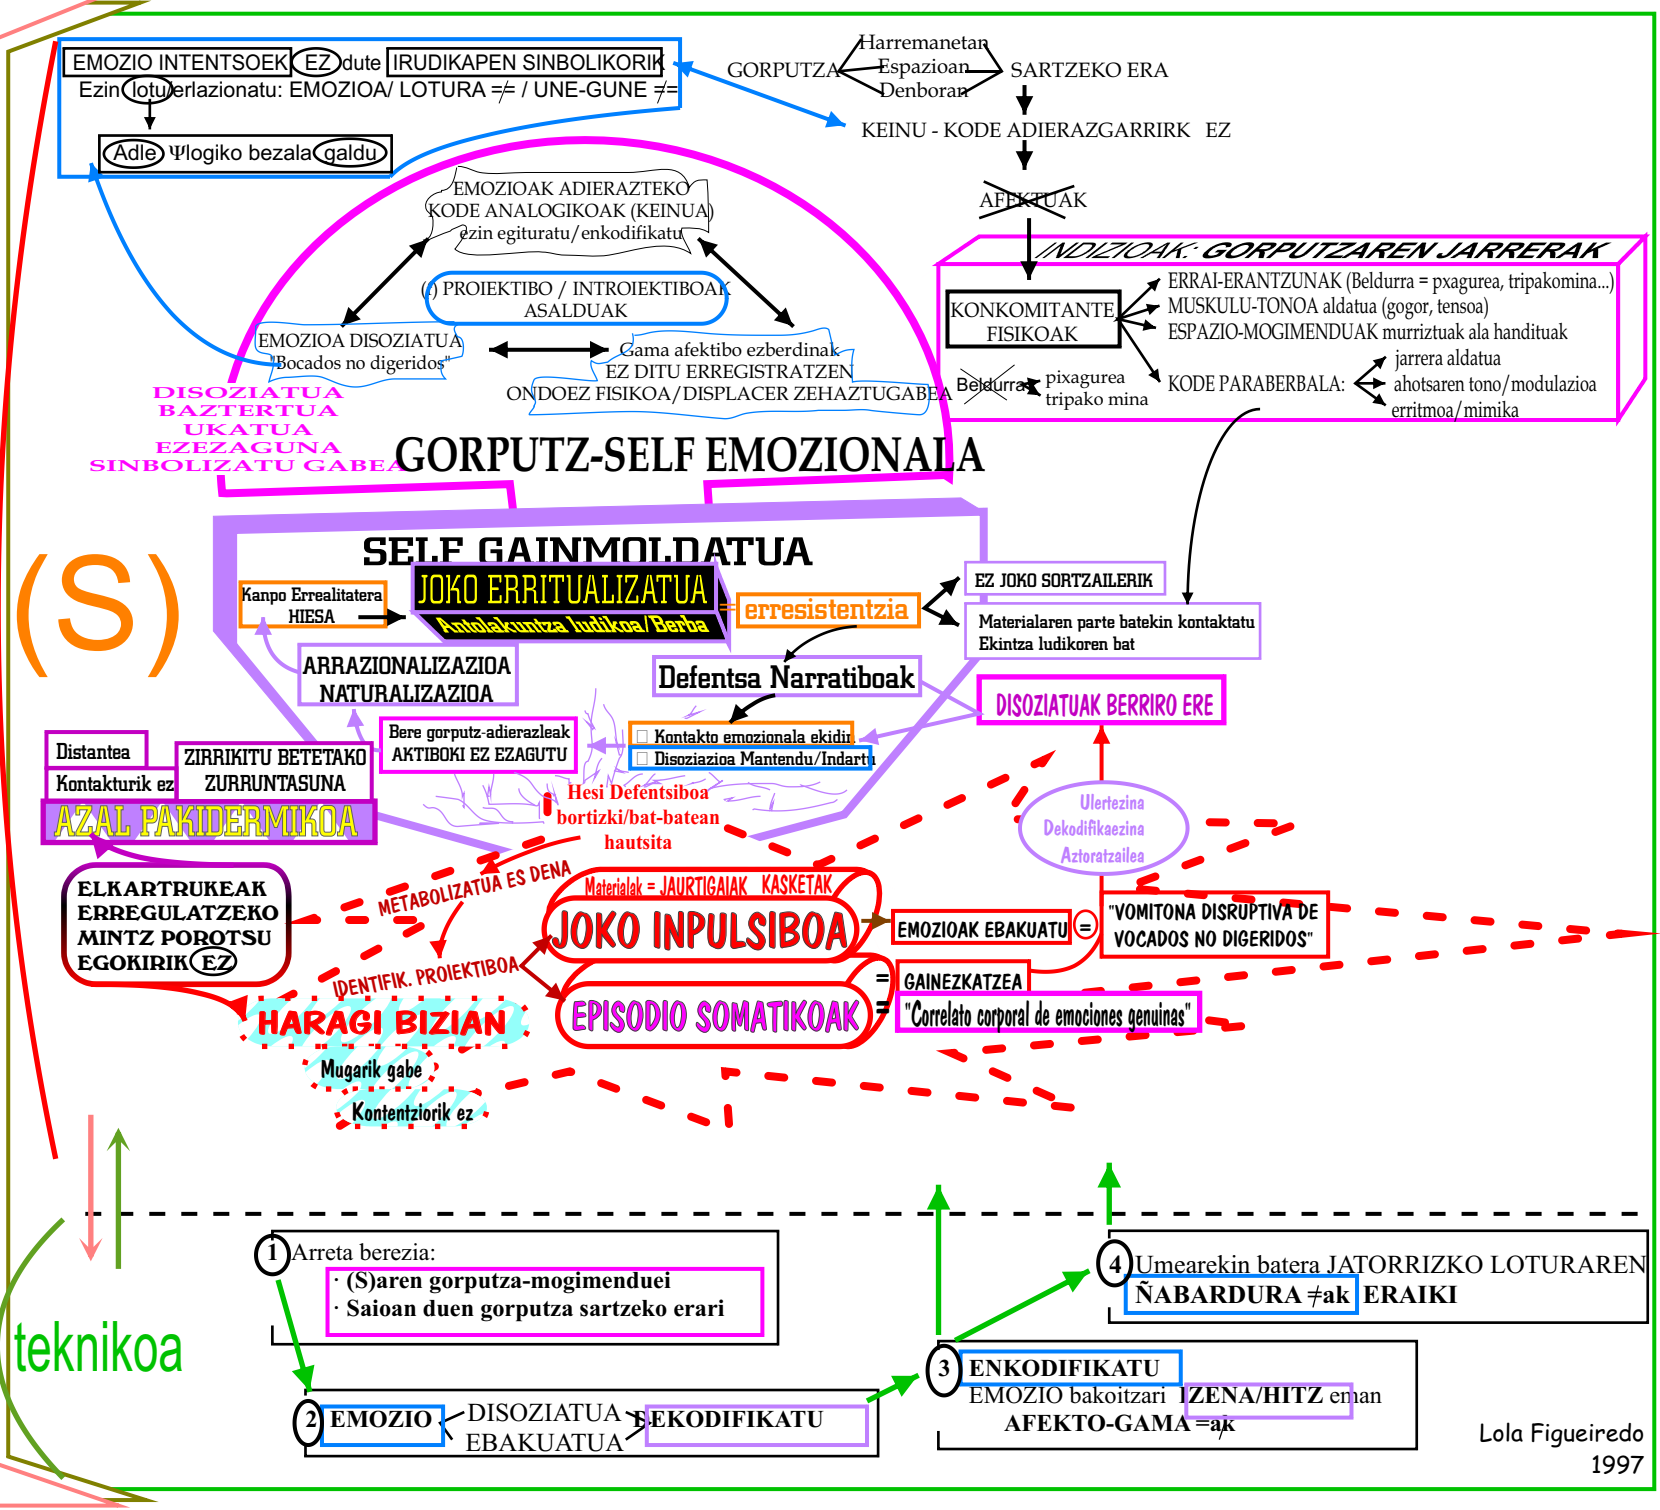 EMOZIO INTENTSOEK EZ dute IRUDIKAPEN SINBOLIKORIK
Ezin lotu/erlazionatu: EMOZIOA/ LOTURA ≠= / UNE-GUNE ≠=
Adle Ψlogiko bezala galdu
GORPUTZA
Harremanetan
Espazioan
Denboran
SARTZEKO ERA
KEINU - KODE ADIERAZGARRIRK EZ
AFEKTUAK
EMOZIOAK ADIERAZTEKO
KODE ANALOGIKOAK (KEINUA)
ezin egituratu/enkodifikatu
(r) PROIEKTIBO / INTROIEKTIBOAK
ASALDUAK
EMOZIOA DISOZIATUA
"Bocados no digeridos"
Gama afektibo ezberdinak
EZ DITU ERREGISTRATZEN
ONDOEZ FISIKOA/DISPLACER ZEHAZTUGABEA
DISOZIATUA
BAZTERTUA
UKATUA
EZEZAGUNA
SINBOLIZATU GABEA
GORPUTZ-SELF EMOZIONALA
INDIZIOAK: GORPUTZAREN JARRERAK
KONKOMITANTE
FISIKOAK
ERRAI-ERANTZUNAK (Beldurra = pxagurea, tripakomina...)
MUSKULU-TONOA aldatua (gogor, tensoa)
ESPAZIO-MOGIMENDUAK murriztuak ala handituak
KODE PARABERBALA:
jarrera aldatua
ahotsaren tono/modulazioa
erritmoa/mimika
Beldurra
pixagurea
tripako mina
(S)
SELF GAINMOLDATUA
Kanpo Errealitatera
HIESA
JOKO ERRITUALIZATUA
Antolakuntza ludikoa/Berba
= erresistentzia
EZ JOKO SORTZAILERIK
Materialaren parte batekin kontaktatu
Ekintza ludikoren bat
ARRAZIONALIZAZIOA
NATURALIZAZIOA
Defentsa Narratiboak
DISOZIATUAK BERRIRO ERE
Bere gorputz-adierazleak
AKTIBOKI EZ EZAGUTU
Kontakto emozionala ekidin
Disoziazioa Mantendu/Indartu
Distantea
Kontakturik ez
ZIRRIKITU BETETAKO
ZURRUNTASUNA
AZAL PAKIDERMIKOA
Hesi Defentsiboa
bortizki/bat-batean
hautsita
Ulertezina
Dekodifikaezina
Aztoratzailea
ELKARTRUKEAK
ERREGULATZEKO
MINTZ POROTSU
EGOKIRIK EZ
METABOLIZATUA ES DENA
IDENTIFIK. PROIEKTIBOA
Materialak = JAURTIGAIAK KASKETAK
JOKO INPULSIBOA
EMOZIOAK EBAKUATU
=
"VOMITONA DISRUPTIVA DE
VOCADOS NO DIGERIDOS"
EPISODIO SOMATIKOAK
= GAINEZKATZEA
= "Correlato corporal de emociones genuinas"
HARAGI BIZIAN
Mugarik gabe
Kontentziorik ez
teknikoa
1 Arreta berezia:
· (S)aren gorputza-mogimenduei
· Saioan duen gorputza sartzeko erari
2 EMOZIO
DISOZIATUA
EBAKUATUA
DEKODIFIKATU
3 ENKODIFIKATU
EMOZIO bakoitzari IZENA/HITZ eman
AFEKTO-GAMA ≠ak
4 Umearekin batera JATORRIZKO LOTURAREN
ÑABARDURA ≠ak ERAIKI
Lola Figueiredo
1997